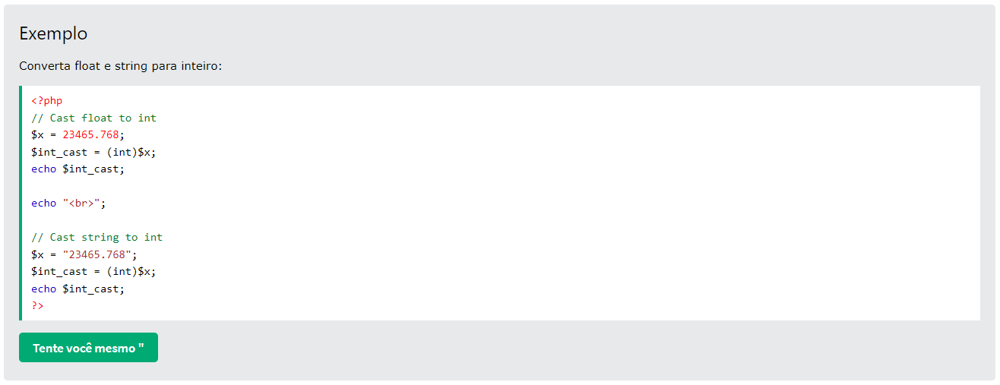 Exemplo
Converta float e string para inteiro:
<?php
// Cast float to int
$x = 23465.768;
$int_cast = (int)$x;
echo $int_cast;
echo "<br>";
// Cast string to int
$x = "23465.768";
$int_cast = (int)$x;
echo $int_cast;
?>
Tente você mesmo "